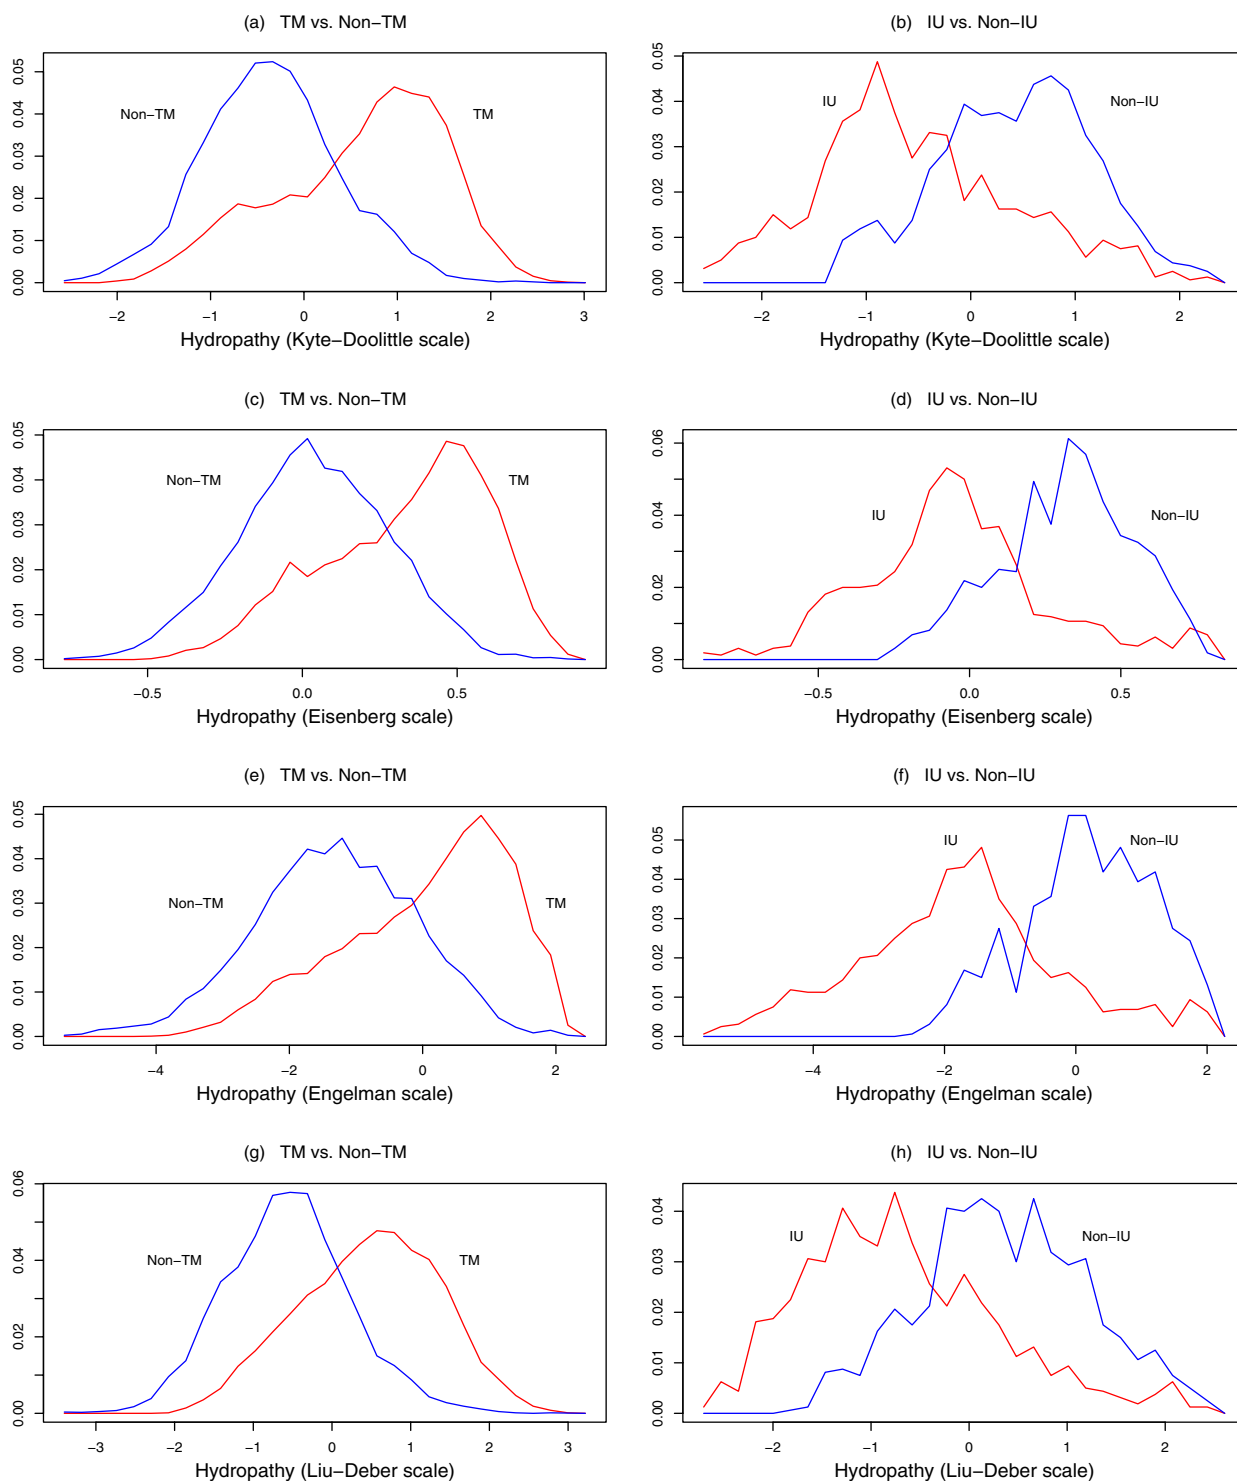 (a) TM vs. Non−TM
0.05
0.04
0.03
0.02
0.01
0.00
Non−TM
TM
−2 −1 0 1 2 3
Hydropathy (Kyte−Doolittle scale)
(b) IU vs. Non−IU
0.05
0.04
0.03
0.02
0.01
0.00
IU
Non−IU
−2 −1 0 1 2
Hydropathy (Kyte−Doolittle scale)
(c) TM vs. Non−TM
0.05
0.04
0.03
0.02
0.01
0.00
Non−TM
TM
−0.5 0.0 0.5
Hydropathy (Eisenberg scale)
(d) IU vs. Non−IU
0.06
0.04
0.02
0.00
IU
Non−IU
−0.5 0.0 0.5
Hydropathy (Eisenberg scale)
(e) TM vs. Non−TM
0.05
0.04
0.03
0.02
0.01
0.00
Non−TM
TM
−4 −2 0 2
Hydropathy (Engelman scale)
(f) IU vs. Non−IU
0.05
0.04
0.03
0.02
0.01
0.00
IU
Non−IU
−4 −2 0 2
Hydropathy (Engelman scale)
(g) TM vs. Non−TM
0.06
0.04
0.02
0.00
Non−TM
TM
−3 −2 −1 0 1 2 3
Hydropathy (Liu−Deber scale)
(h) IU vs. Non−IU
0.04
0.03
0.02
0.01
0.00
IU
Non−IU
−2 −1 0 1 2
Hydropathy (Liu−Deber scale)